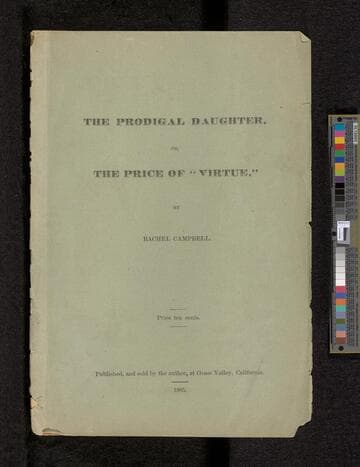 THE PRODIGAL DAUGHTER.
OR,
THE PRICE OF "VIRTUE."
BY
RACHEL CAMPBELL.
Price ten cents.
Published, and sold by the author, at Grass Valley, California.
1885.